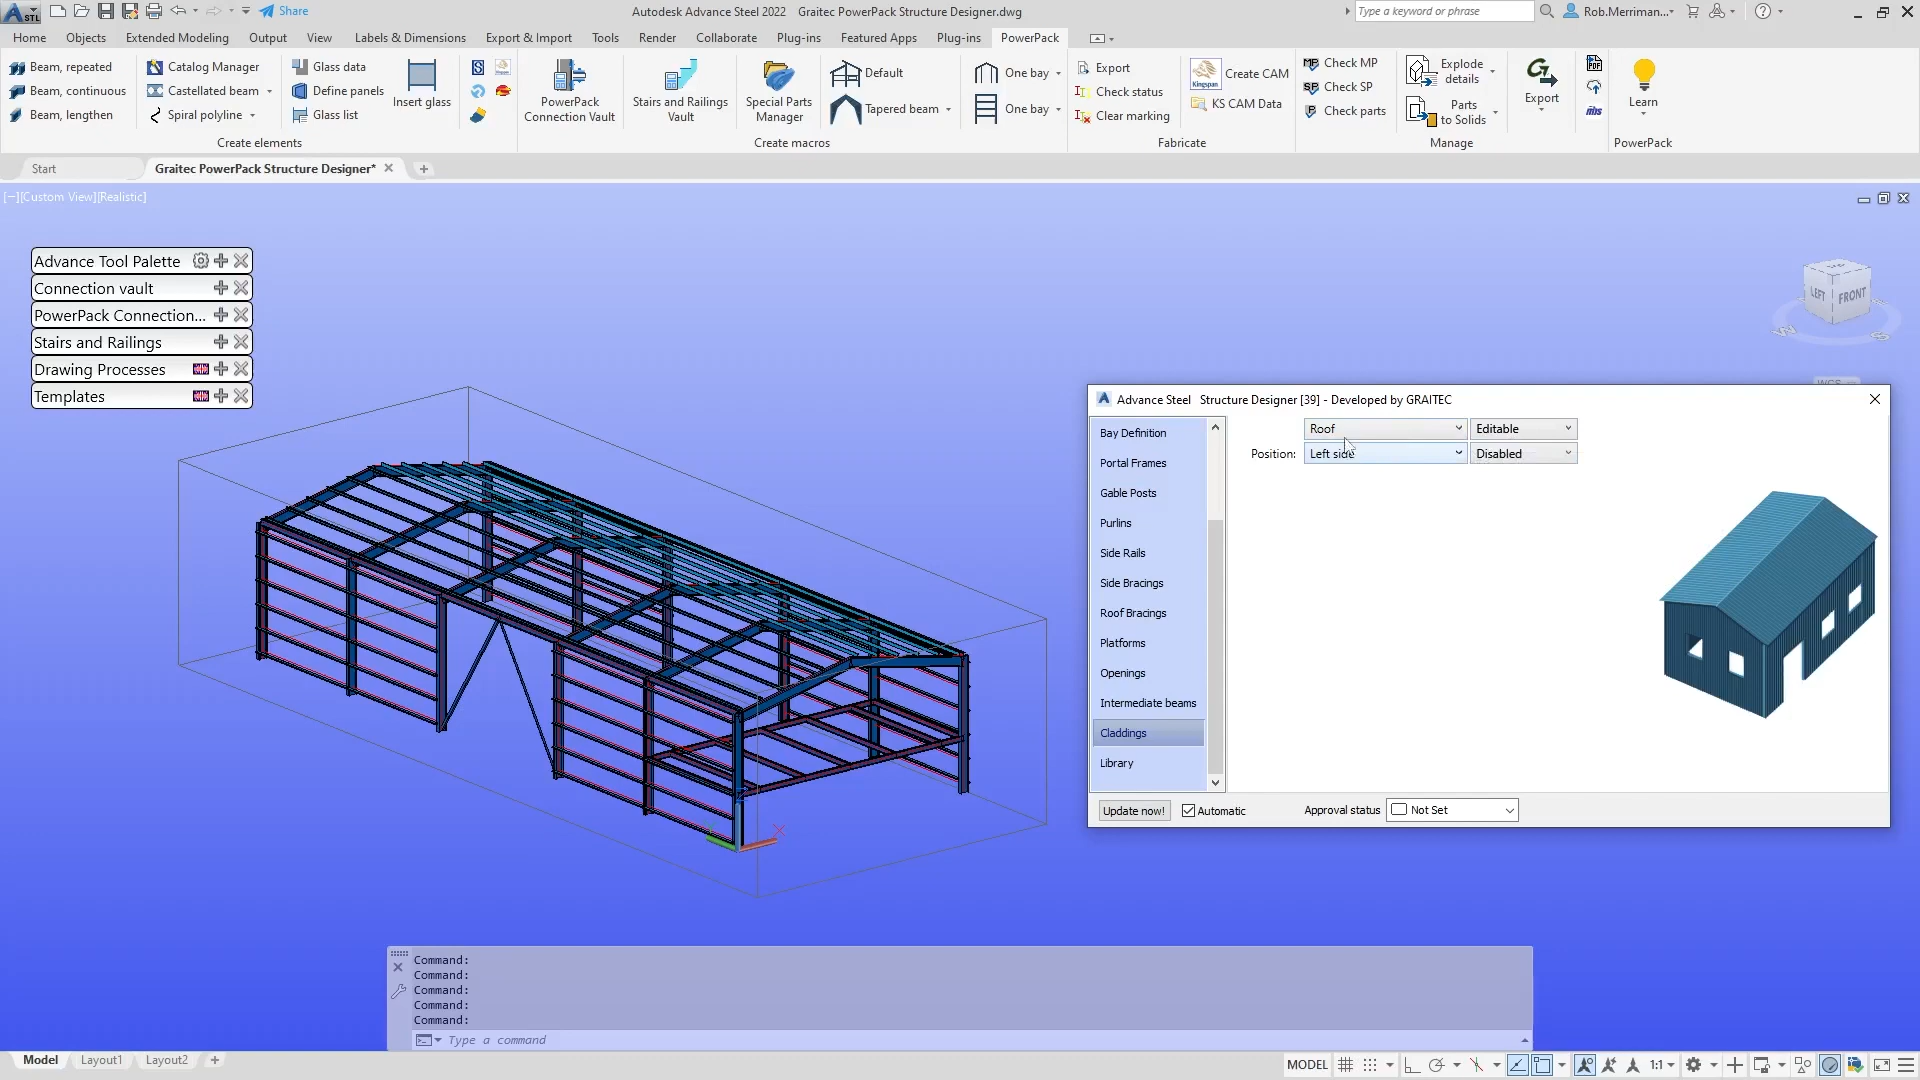 STL
Share
Autodesk Advance Steel 2022 Graitec PowerPack Structure Designer.dwg
Type a keyword or phrase
Rob.Merriman...
Home Objects Extended Modeling Output View Labels & Dimensions Export & Import Tools Render Collaborate Plug-ins Featured Apps Plug-ins PowerPack
Beam, repeated
Beam, continuous
Beam, lengthen
Catalog Manager
Castellated beam
Spiral polyline
Glass data
Define panels
Glass list
Insert glass
Create elements
PowerPack
Connection Vault
Stairs and Railings
Vault
Special Parts
Manager
Default
Tapered beam
One bay
One bay
Create macros
Export
Check status
Clear marking
Kingspan
Create CAM
KS CAM Data
Fabricate
MP Check MP
SP Check SP
P Check parts
Explode
details
Parts
to Solids
Export
Manage
PDF
Learn
PowerPack
Start
Graitec PowerPack Structure Designer*
[−][Custom View][Realistic]
Advance Tool Palette
Connection vault
PowerPack Connection...
Stairs and Railings
Drawing Processes
Templates
TOP
LEFT
FRONT
W
S
WCS
Advance Steel Structure Designer [39] - Developed by GRAITEC
Bay Definition
Portal Frames
Gable Posts
Purlins
Side Rails
Side Bracings
Roof Bracings
Platforms
Openings
Intermediate beams
Claddings
Library
Roof
Editable
Position: Left side
Disabled
Update now!
Automatic
Approval status
Not Set
Z
X
Command:
Command:
Command:
Command:
Command:
Type a command
Model Layout1 Layout2
MODEL
1:1